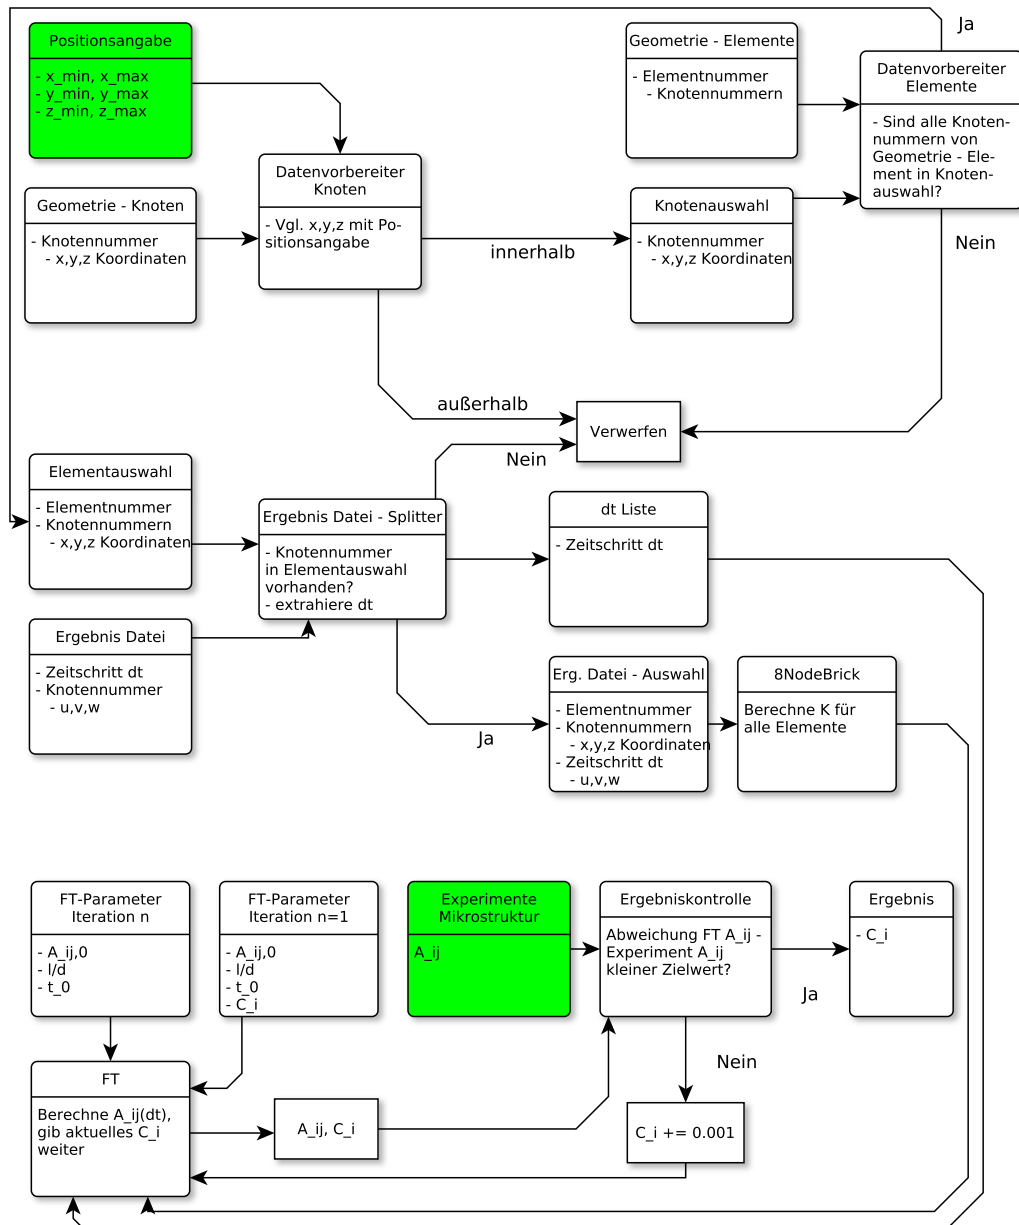 Ja
Positionsangabe
- x_min, x_max
- y_min, y_max
- z_min, z_max
Geometrie - Elemente
- Elementnummer
- Knotennummern
Datenvorbereiter
Elemente
- Sind alle Knoten-
nummern von
Geometrie - Ele-
ment in Knoten-
auswahl?
Datenvorbereiter
Knoten
- Vgl. x,y,z mit Po-
sitionsangabe
Geometrie - Knoten
- Knotennummer
- x,y,z Koordinaten
innerhalb
Knotenauswahl
- Knotennummer
- x,y,z Koordinaten
Nein
außerhalb
Verwerfen
Nein
Elementauswahl
- Elementnummer
- Knotennummern
- x,y,z Koordinaten
Ergebnis Datei - Splitter
- Knotennummer
in Elementauswahl
vorhanden?
- extrahiere dt
dt Liste
- Zeitschritt dt
Ergebnis Datei
- Zeitschritt dt
- Knotennummer
- u,v,w
Ja
Erg. Datei - Auswahl
- Elementnummer
- Knotennummern
- x,y,z Koordinaten
- Zeitschritt dt
- u,v,w
8NodeBrick
Berechne K für
alle Elemente
FT-Parameter
Iteration n
- A_ij,0
- l/d
- t_0
FT-Parameter
Iteration n=1
- A_ij,0
- l/d
- t_0
- C_i
Experimente
Mikrostruktur
A_ij
Ergebniskontrolle
Abweichung FT A_ij -
Experiment A_ij
kleiner Zielwert?
Ja
Ergebnis
- C_i
Nein
FT
Berechne A_ij(dt),
gib aktuelles C_i
weiter
A_ij, C_i
C_i += 0.001